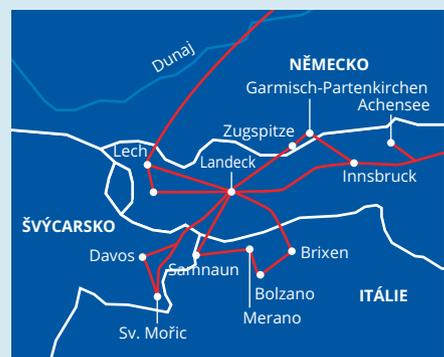 Dunaj
NĚMECKO
Garmisch-Partenkirchen
Achensee
Zugspitze
Lech
Landeck
Innsbruck
ŠVÝCARSKO
Davos
Samnaun
Brixen
Bolzano
ITÁLIE
Merano
Sv. Mořic